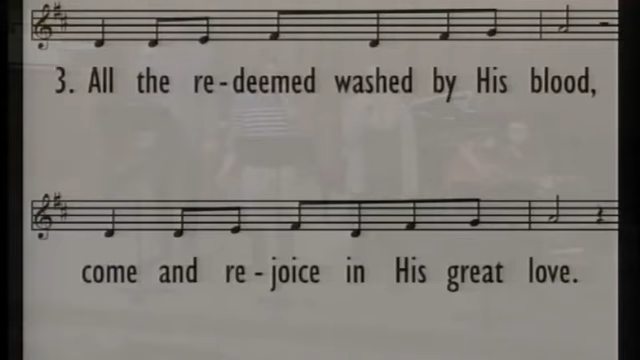 3. All the re-deemed washed by His blood,
come and re-joice in His great love.